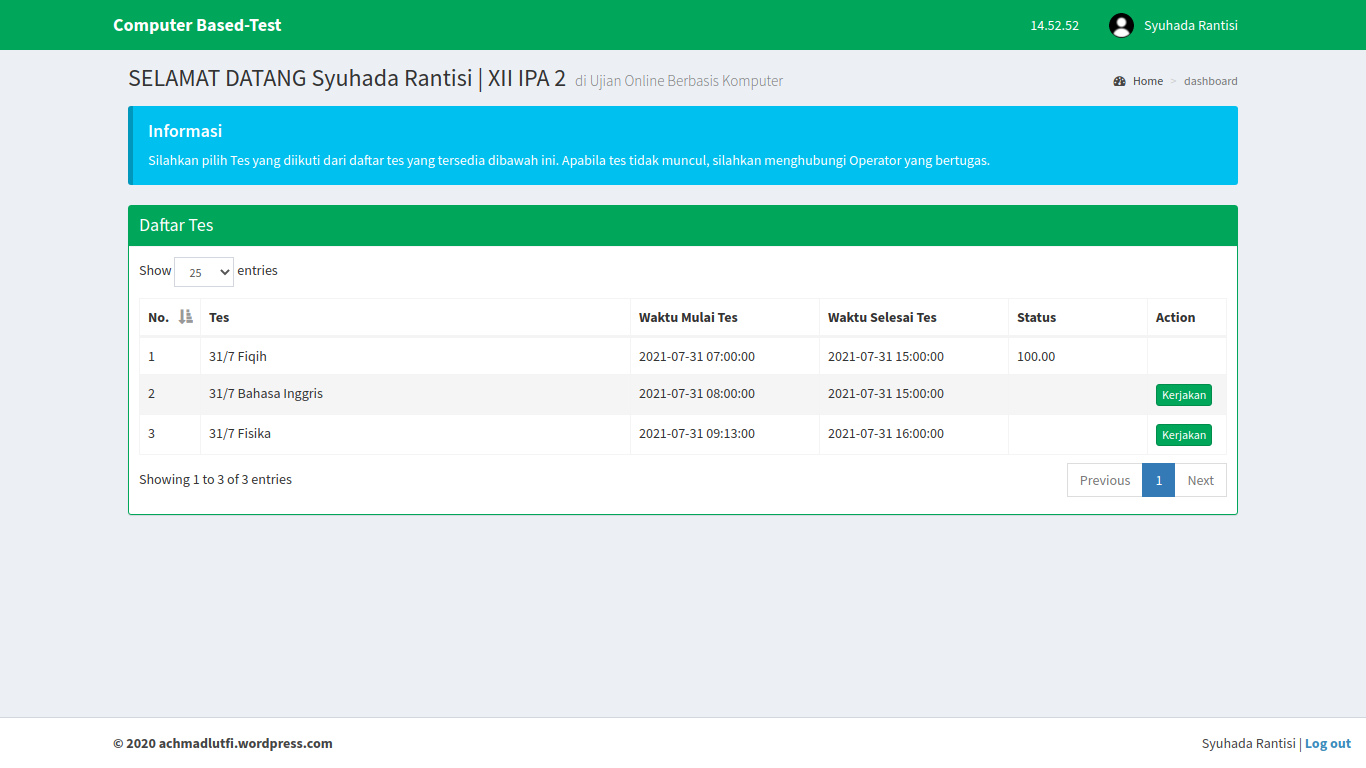 Computer Based-Test 14.52.52 Syuhada Rantisi
SELAMAT DATANG Syuhada Rantisi | XII IPA 2 di Ujian Online Berbasis Komputer Home > dashboard
Informasi
Silahkan pilih Tes yang diikuti dari daftar tes yang tersedia dibawah ini. Apabila tes tidak muncul, silahkan menghubungi Operator yang bertugas.
Daftar Tes
Show 25 entries
No. Tes Waktu Mulai Tes Waktu Selesai Tes Status Action
1 31/7 Fiqih 2021-07-31 07:00:00 2021-07-31 15:00:00 100.00
2 31/7 Bahasa Inggris 2021-07-31 08:00:00 2021-07-31 15:00:00 Kerjakan
3 31/7 Fisika 2021-07-31 09:13:00 2021-07-31 16:00:00 Kerjakan
Showing 1 to 3 of 3 entries Previous 1 Next
© 2020 achmadlutfi.wordpress.com Syuhada Rantisi | Log out